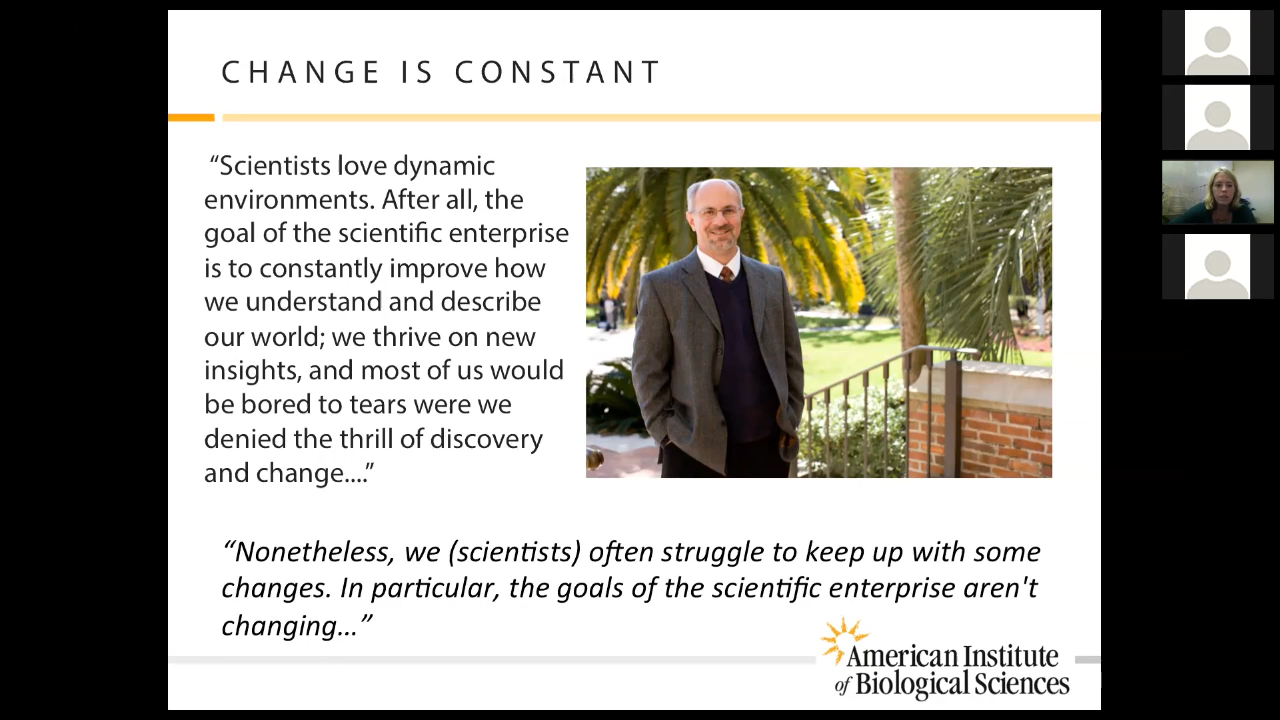 CHANGE IS CONSTANT
“Scientists love dynamic
environments. After all, the
goal of the scientific enterprise
is to constantly improve how
we understand and describe
our world; we thrive on new
insights, and most of us would
be bored to tears were we
denied the thrill of discovery
and change....”
“Nonetheless, we (scientists) often struggle to keep up with some
changes. In particular, the goals of the scientific enterprise aren't
changing…”
American Institute
of Biological Sciences